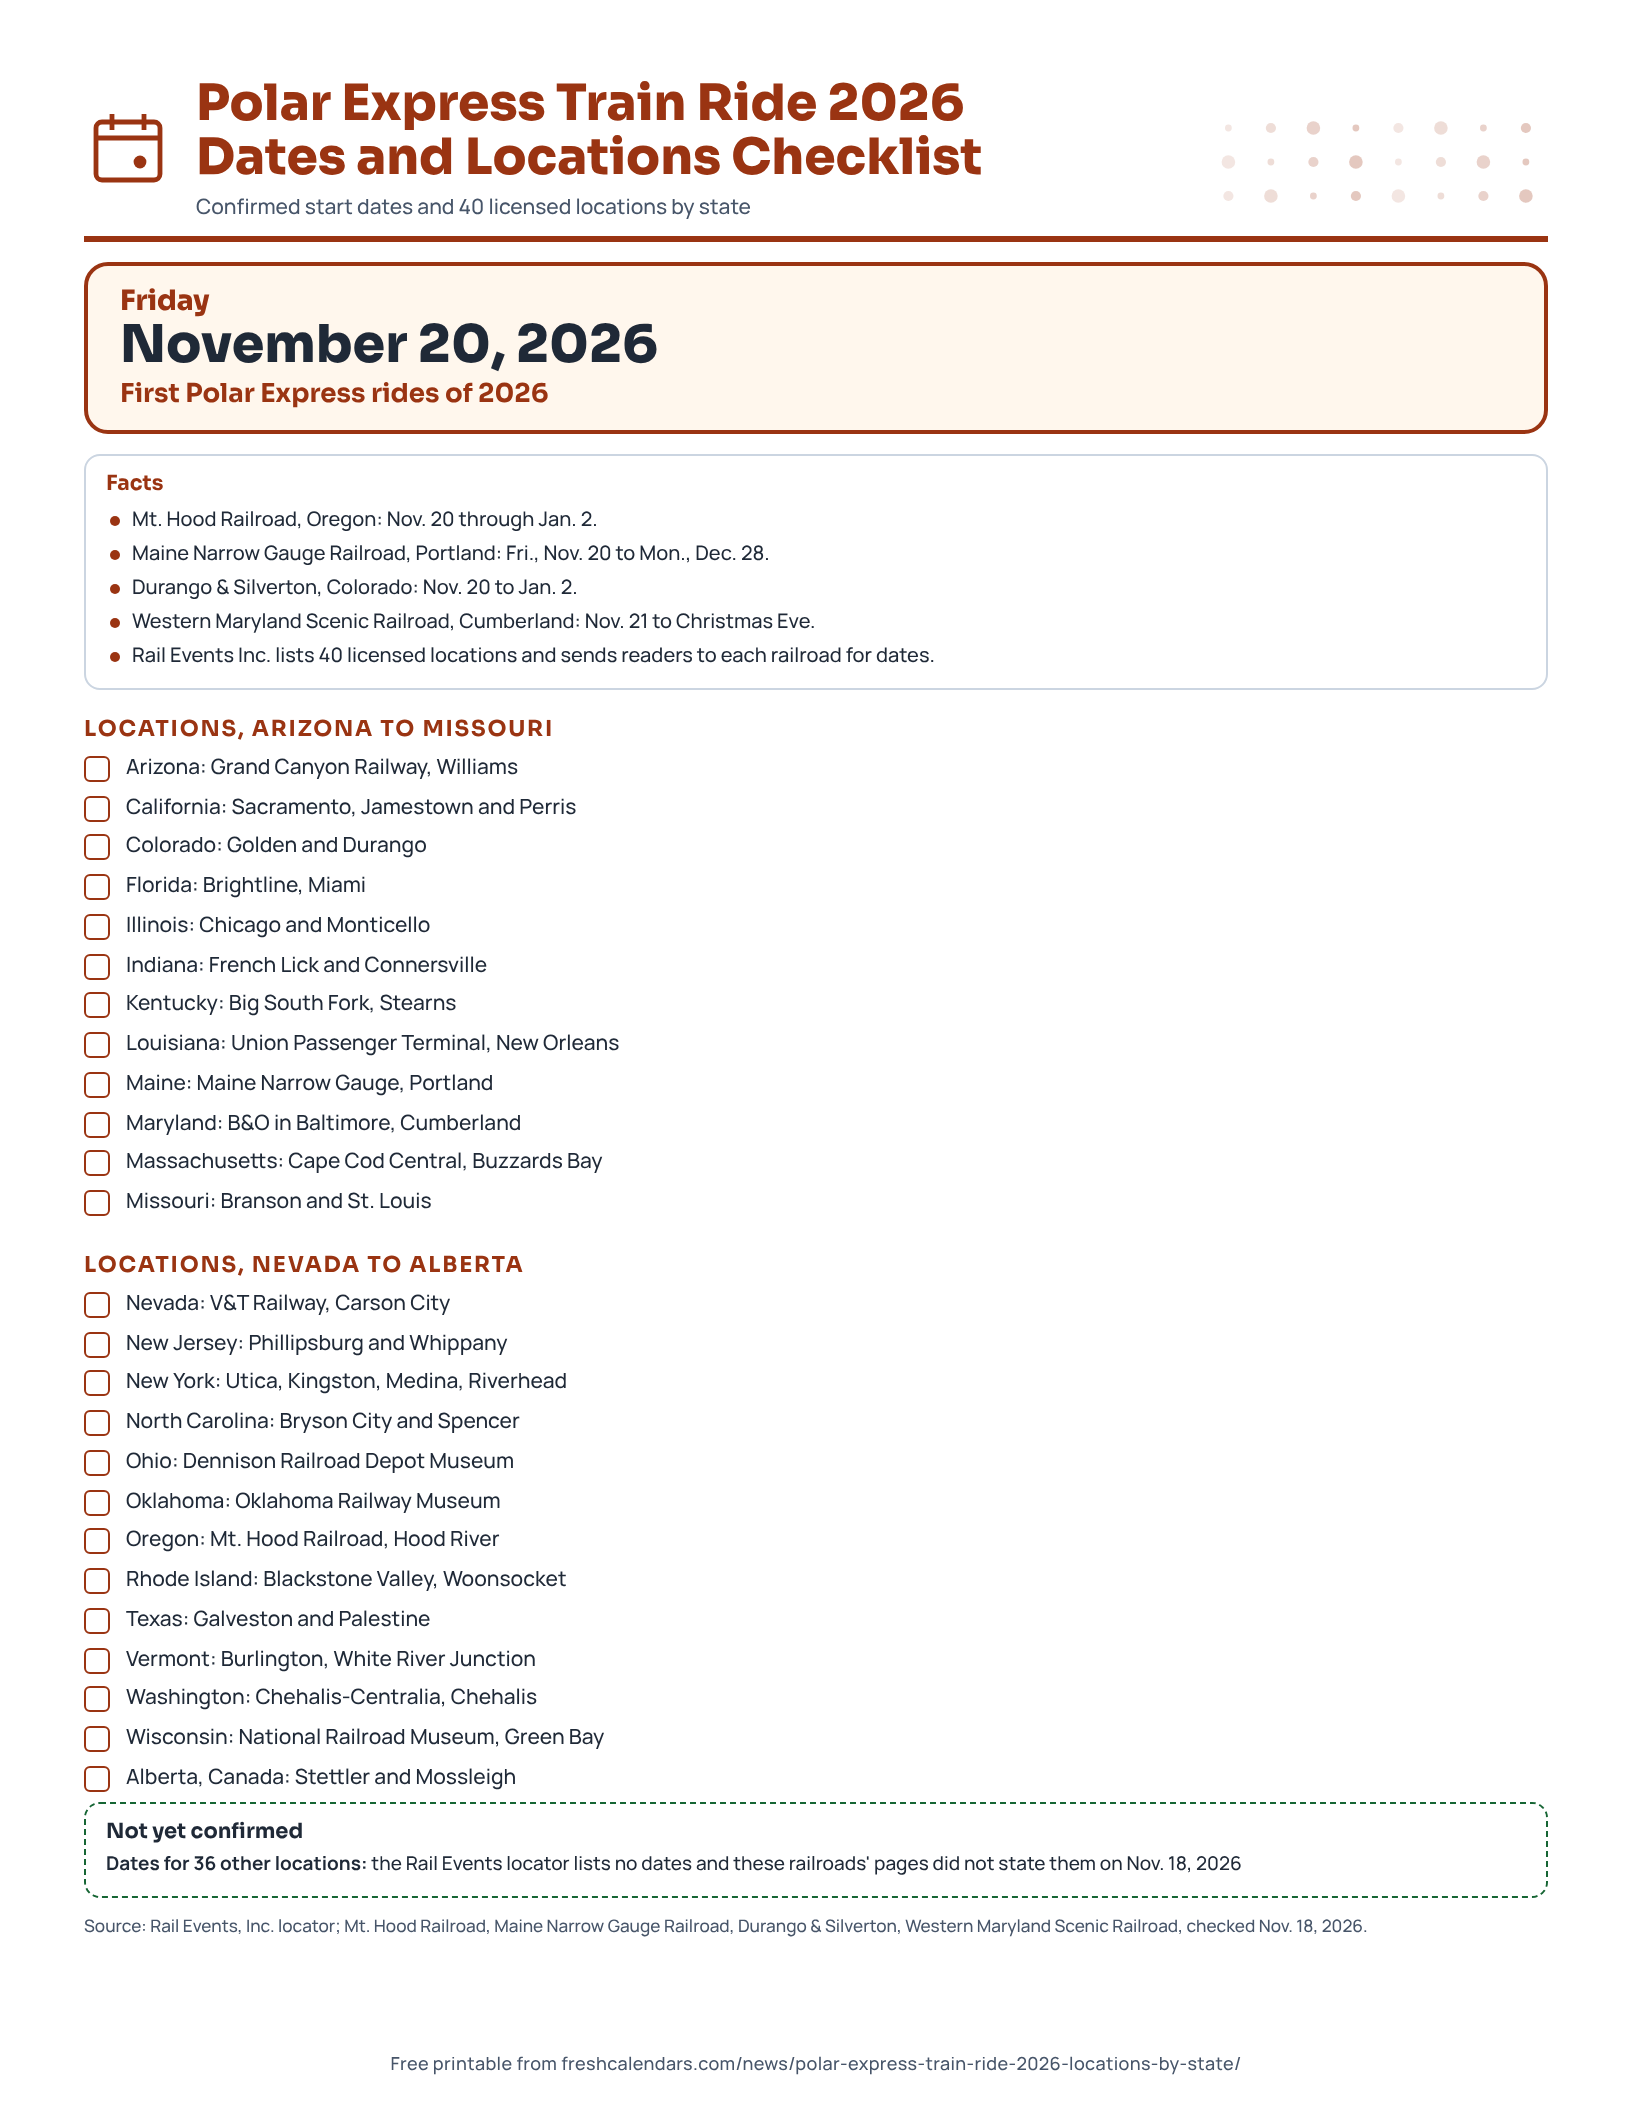 Polar Express Train Ride 2026
Dates and Locations Checklist
Confirmed start dates and 40 licensed locations by state
Friday
November 20, 2026
First Polar Express rides of 2026
Facts
Mt. Hood Railroad, Oregon: Nov. 20 through Jan. 2.
Maine Narrow Gauge Railroad, Portland: Fri., Nov. 20 to Mon., Dec. 28.
Durango & Silverton, Colorado: Nov. 20 to Jan. 2.
Western Maryland Scenic Railroad, Cumberland: Nov. 21 to Christmas Eve.
Rail Events Inc. lists 40 licensed locations and sends readers to each railroad for dates.
LOCATIONS, ARIZONA TO MISSOURI
Arizona: Grand Canyon Railway, Williams
California: Sacramento, Jamestown and Perris
Colorado: Golden and Durango
Florida: Brightline, Miami
Illinois: Chicago and Monticello
Indiana: French Lick and Connersville
Kentucky: Big South Fork, Stearns
Louisiana: Union Passenger Terminal, New Orleans
Maine: Maine Narrow Gauge, Portland
Maryland: B&O in Baltimore, Cumberland
Massachusetts: Cape Cod Central, Buzzards Bay
Missouri: Branson and St. Louis
LOCATIONS, NEVADA TO ALBERTA
Nevada: V&T Railway, Carson City
New Jersey: Phillipsburg and Whippany
New York: Utica, Kingston, Medina, Riverhead
North Carolina: Bryson City and Spencer
Ohio: Dennison Railroad Depot Museum
Oklahoma: Oklahoma Railway Museum
Oregon: Mt. Hood Railroad, Hood River
Rhode Island: Blackstone Valley, Woonsocket
Texas: Galveston and Palestine
Vermont: Burlington, White River Junction
Washington: Chehalis-Centralia, Chehalis
Wisconsin: National Railroad Museum, Green Bay
Alberta, Canada: Stettler and Mossleigh
Not yet confirmed
Dates for 36 other locations: the Rail Events locator lists no dates and these railroads' pages did not state them on Nov. 18, 2026
Source: Rail Events, Inc. locator; Mt. Hood Railroad, Maine Narrow Gauge Railroad, Durango & Silverton, Western Maryland Scenic Railroad, checked Nov. 18, 2026.
Free printable from freshcalendars.com/news/polar-express-train-ride-2026-locations-by-state/